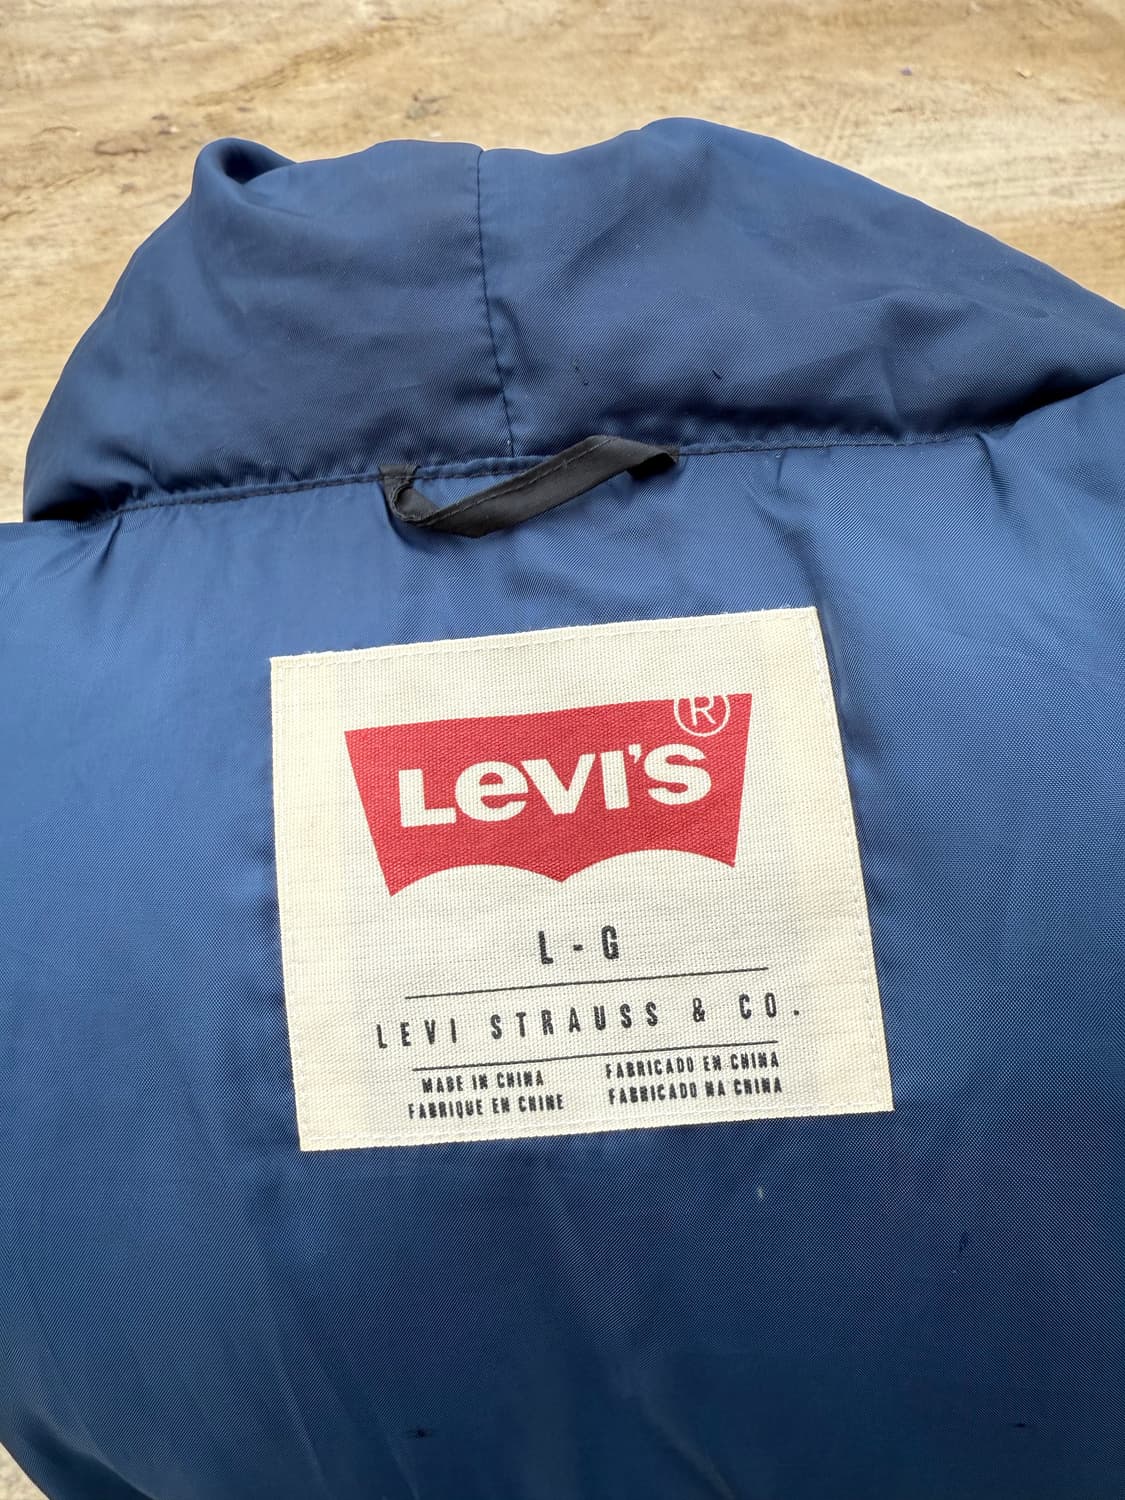 LEVI'S®
L - G
LEVI STRAUSS & CO.
MADE IN CHINA
FABRIQUE EN CHINE
FABRICADO EN CHINA
FABRICADO NA CHINA